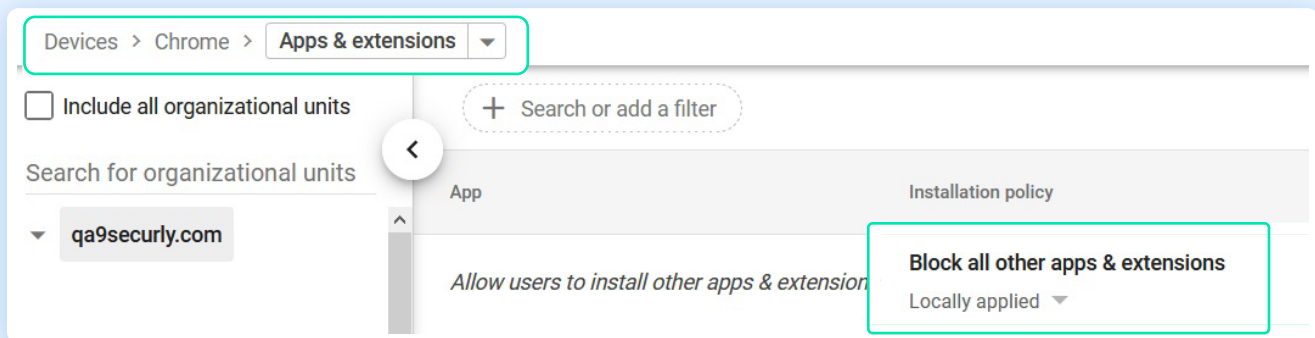 Devices > Chrome > Apps & extensions
Include all organizational units
Search or add a filter
Search for organizational units
App
Installation policy
qa9securly.com
Allow users to install other apps & extension
Block all other apps & extensions
Locally applied